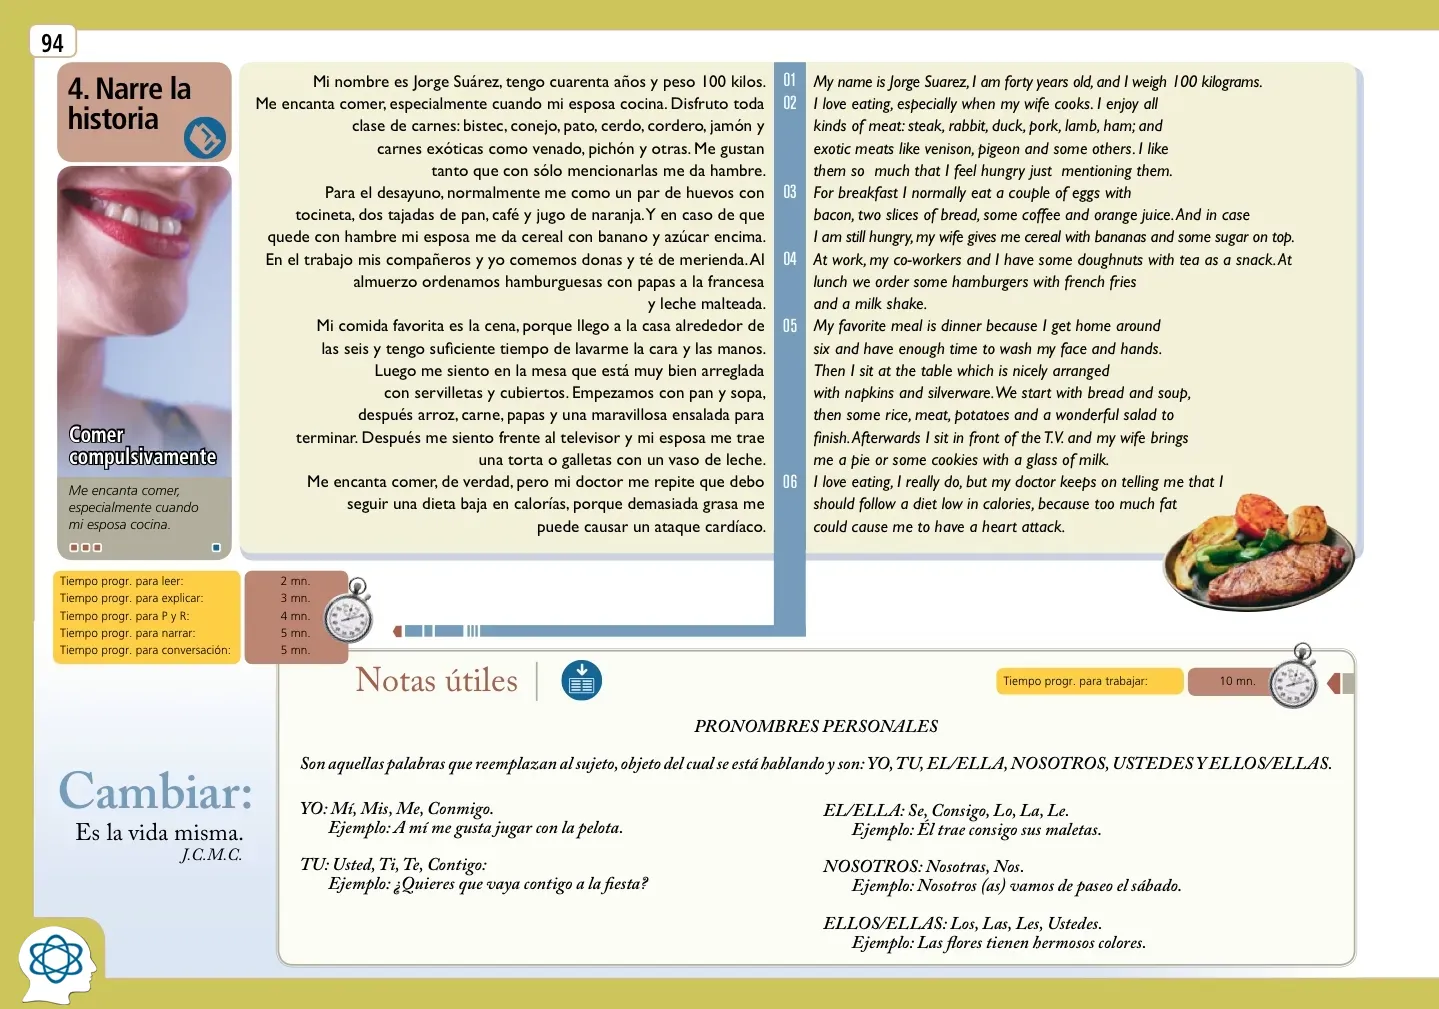 94
4. Narre la
historia
Comer
compulsivamente
Me encanta comer,
especialmente cuando
mi esposa cocina.
Mi nombre es Jorge Suárez, tengo cuarenta años y peso 100 kilos.
Me encanta comer, especialmente cuando mi esposa cocina. Disfruto toda
clase de carnes: bistec, conejo, pato, cerdo, cordero, jamón y
carnes exóticas como venado, pichón y otras. Me gustan
tanto que con sólo mencionarlas me da hambre.
Para el desayuno, normalmente me como un par de huevos con
tocineta, dos tajadas de pan, café y jugo de naranja. Y en caso de que
quede con hambre mi esposa me da cereal con banano y azúcar encima.
En el trabajo mis compañeros y yo comemos donas y té de merienda. Al
almuerzo ordenamos hamburguesas con papas a la francesa
y leche malteada.
Mi comida favorita es la cena, porque llego a la casa alrededor de
las seis y tengo suficiente tiempo de lavarme la cara y las manos.
Luego me siento en la mesa que está muy bien arreglada
con servilletas y cubiertos. Empezamos con pan y sopa,
después arroz, carne, papas y una maravillosa ensalada para
terminar. Después me siento frente al televisor y mi esposa me trae
una torta o galletas con un vaso de leche.
Me encanta comer, de verdad, pero mi doctor me repite que debo
seguir una dieta baja en calorías, porque demasiada grasa me
puede causar un ataque cardíaco.
01
02
03
04
05
06
My name is Jorge Suarez, I am forty years old, and I weigh 100 kilograms.
I love eating, especially when my wife cooks. I enjoy all
kinds of meat: steak, rabbit, duck, pork, lamb, ham; and
exotic meats like venison, pigeon and some others. I like
them so much that I feel hungry just mentioning them.
For breakfast I normally eat a couple of eggs with
bacon, two slices of bread, some coffee and orange juice. And in case
I am still hungry, my wife gives me cereal with bananas and some sugar on top.
At work, my co-workers and I have some doughnuts with tea as a snack. At
lunch we order some hamburgers with french fries
and a milk shake.
My favorite meal is dinner because I get home around
six and have enough time to wash my face and hands.
Then I sit at the table which is nicely arranged
with napkins and silverware. We start with bread and soup,
then some rice, meat, potatoes and a wonderful salad to
finish. Afterwards I sit in front of the T.V. and my wife brings
me a pie or some cookies with a glass of milk.
I love eating, I really do, but my doctor keeps on telling me that I
should follow a diet low in calories, because too much fat
could cause me to have a heart attack.
Tiempo progr. para leer: 2 mn.
Tiempo progr. para explicar: 3 mn.
Tiempo progr. para P y R: 4 mn.
Tiempo progr. para narrar: 5 mn.
Tiempo progr. para conversación: 5 mn.
Notas útiles
Tiempo progr. para trabajar: 10 mn.
PRONOMBRES PERSONALES
Son aquellas palabras que reemplazan al sujeto, objeto del cual se está hablando y son: YO, TU, EL/ELLA, NOSOTROS, USTEDES Y ELLOS/ELLAS.
YO: Mí, Mis, Me, Conmigo.
Ejemplo: A mí me gusta jugar con la pelota.
TU: Usted, Ti, Te, Contigo:
Ejemplo: ¿Quieres que vaya contigo a la fiesta?
EL/ELLA: Se, Consigo, Lo, La, Le.
Ejemplo: Él trae consigo sus maletas.
NOSOTROS: Nosotras, Nos.
Ejemplo: Nosotros (as) vamos de paseo el sábado.
ELLOS/ELLAS: Los, Las, Les, Ustedes.
Ejemplo: Las flores tienen hermosos colores.
Cambiar:
Es la vida misma.
J.C.M.C.